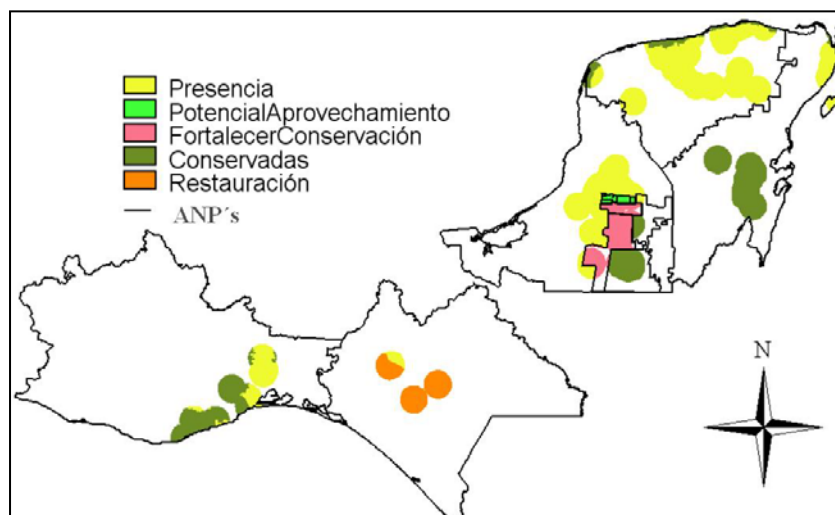 Presencia
PotencialAprovechamiento
FortalecerConservación
Conservadas
Restauración
ANP´s
N